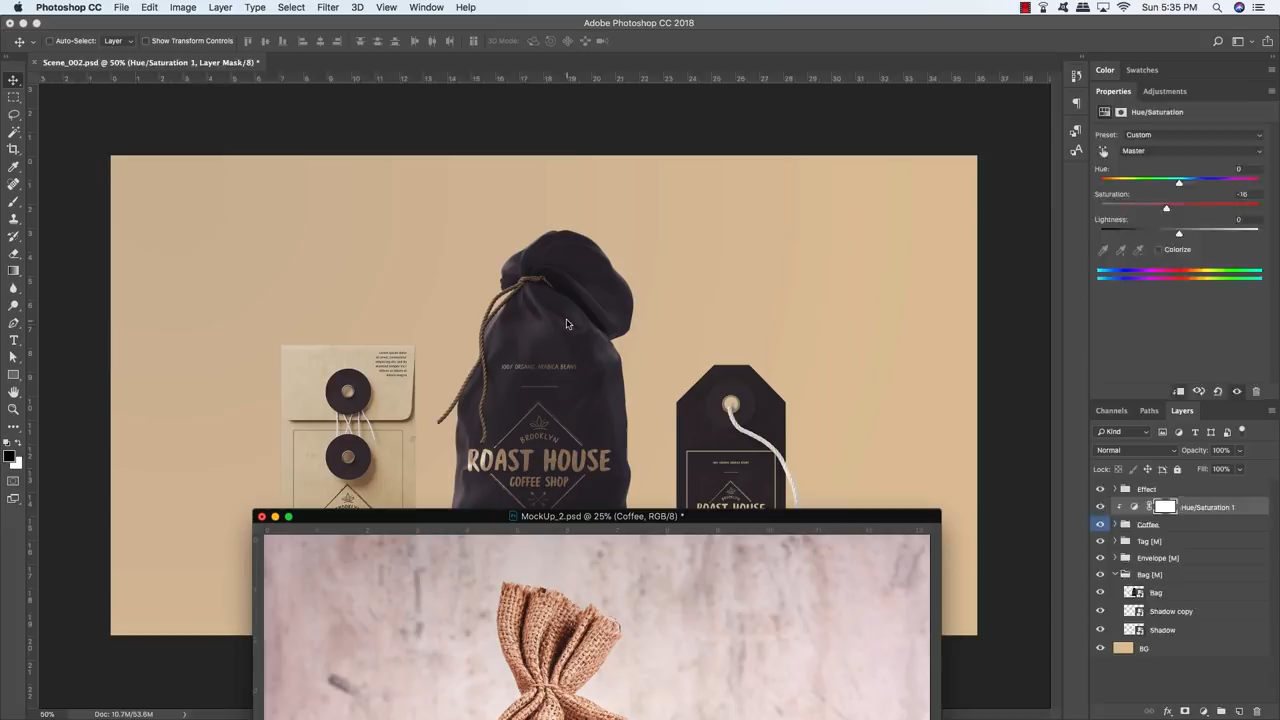 Photoshop CC File Edit Image Layer Type Select Filter 3D View Window Help Sun 5:35 PM
Adobe Photoshop CC 2018
Auto-Select: Layer Show Transform Controls 3D Mode:
Scene_002.psd @ 50% (Hue/Saturation 1, Layer Mask/8) *
Color Swatches
Properties Adjustments
Hue/Saturation
Preset: Custom
Master
Hue: 0
Saturation: -16
Lightness: 0
Colorize
100% ORGANIC, ARABICA BEANS
BROOKLYN
ROAST HOUSE
COFFEE SHOP
ROAST HOUSE
Channels Paths Layers
Kind
Normal Opacity: 100%
Lock: Fill: 100%
Effect
Hue/Saturation 1
Coffee
Tag [M]
Envelope [M]
Bag [M]
Bag
Shadow copy
Shadow
BG
MockUp_2.psd @ 25% (Coffee, RGB/8) *
50% Doc: 10.7M/53.6M